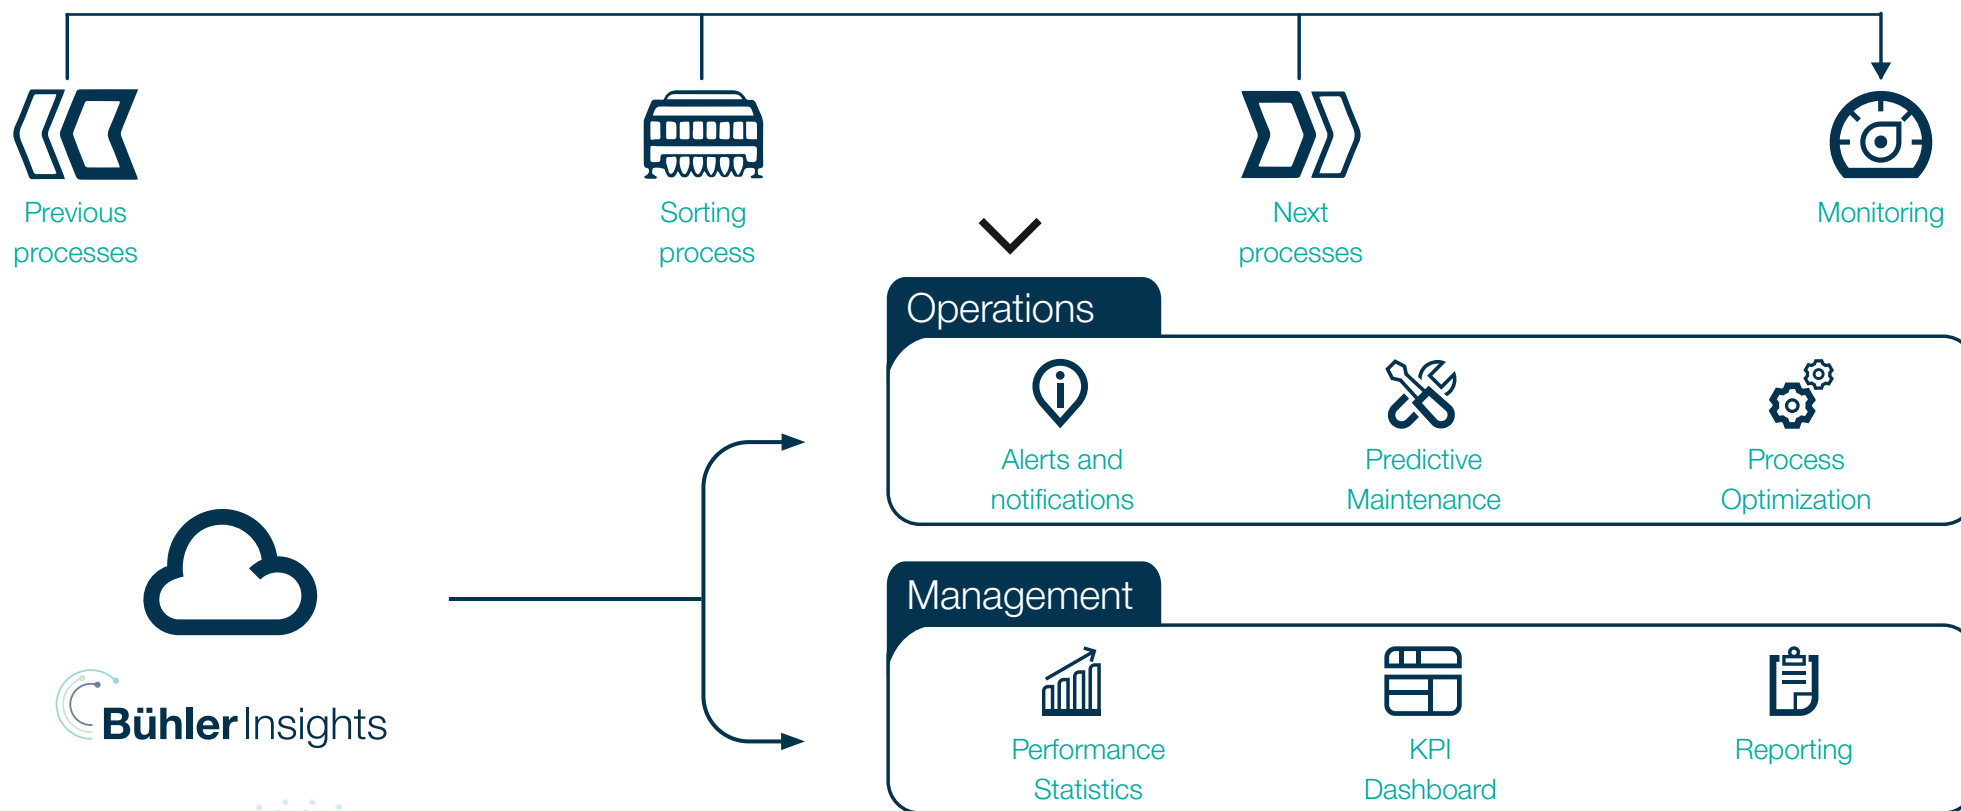 Previous
processes
Sorting
process
Next
processes
Monitoring
Operations
Alerts and
notifications
Predictive
Maintenance
Process
Optimization
Bühler Insights
Management
Performance
Statistics
KPI
Dashboard
Reporting